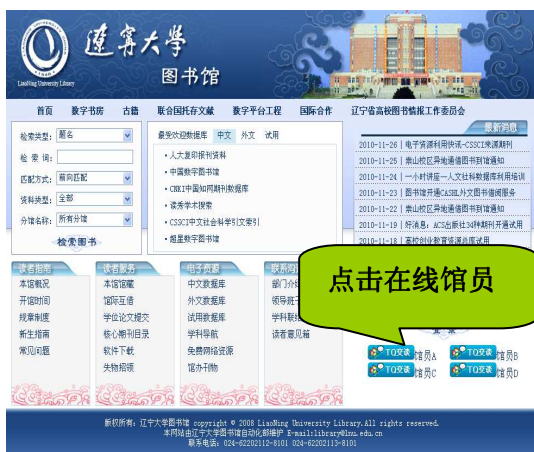 辽宁大学
图书馆
LiaoNing University Library
首页 数字书房 古籍 联合国托存文献 数字平台工程 国际合作 辽宁省高校图书情报工作委员会
检索类型: 题名
检 索 词:
匹配方式: 前向匹配
资料类型: 全部
分馆名称: 所有分馆
检索图书
最受欢迎数据库 中文 外文 试用
人大复印报刊资料
中国数字图书馆
CNKI中国知网期刊数据库
读秀学术搜索
CSSCI中文社会科学引文索引
超星数字图书馆
最新消息
2010-11-26 | 电子资源利用快讯-CSSCI来源期刊
2010-11-25 | 崇山校区异地通借图书到馆通知
2010-11-24 | 一小时讲座—人文社科数据库利用培训
2010-11-23 | 图书馆开通CASHL外文图书借阅服务
2010-11-22 | 崇山校区异地通借图书到馆通知
2010-11-19 | 好消息: ACS出版社34种期刊开通试用
2010-11-18 | 高校创业教育资源总库试用
点击在线馆员
读者指南
本馆概况
开馆时间
规章制度
新生指南
常见问题
读者服务
本馆馆藏
馆际互借
学位论文提交
核心期刊目录
软件下载
失物招领
电子资源
中文数据库
外文数据库
试用数据库
学科导航
免费网络资源
馆办刊物
联系
部门介
领导班子
学科联
读者意见箱
TQ交谈 馆员A TQ交谈 馆员B
TQ交谈 馆员C TQ交谈 馆员D
版权所有: 辽宁大学图书馆 copyright © 2008 LiaoNing University Library.All rights reserved.
本网站由辽宁大学图书馆自动化部维护 E-mail:library@lnu.edu.cn
联系电话: 024-62202112-8101 024-62202113-8101